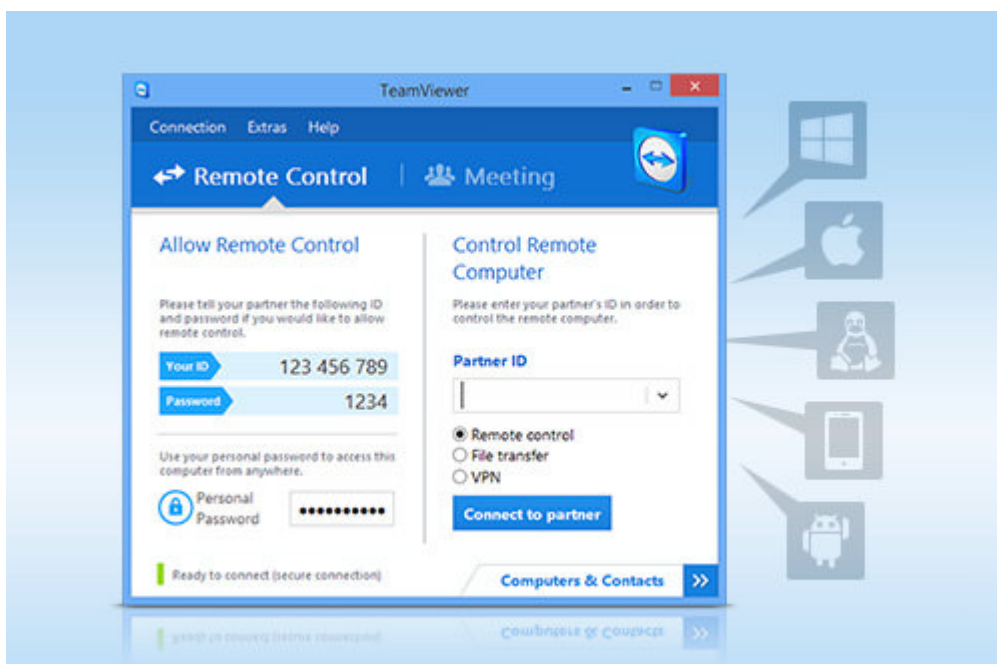 TeamViewer
Connection Extras Help
Remote Control
Meeting
Allow Remote Control
Please tell your partner the following ID
and password if you would like to allow
remote control.
Your ID
123 456 789
Password
1234
Use your personal password to access this
computer from anywhere.
Personal
Password
Ready to connect (secure connection)
Control Remote
Computer
Please enter your partner's ID in order to
control the remote computer.
Partner ID
Remote control
File transfer
VPN
Connect to partner
Computers & Contacts